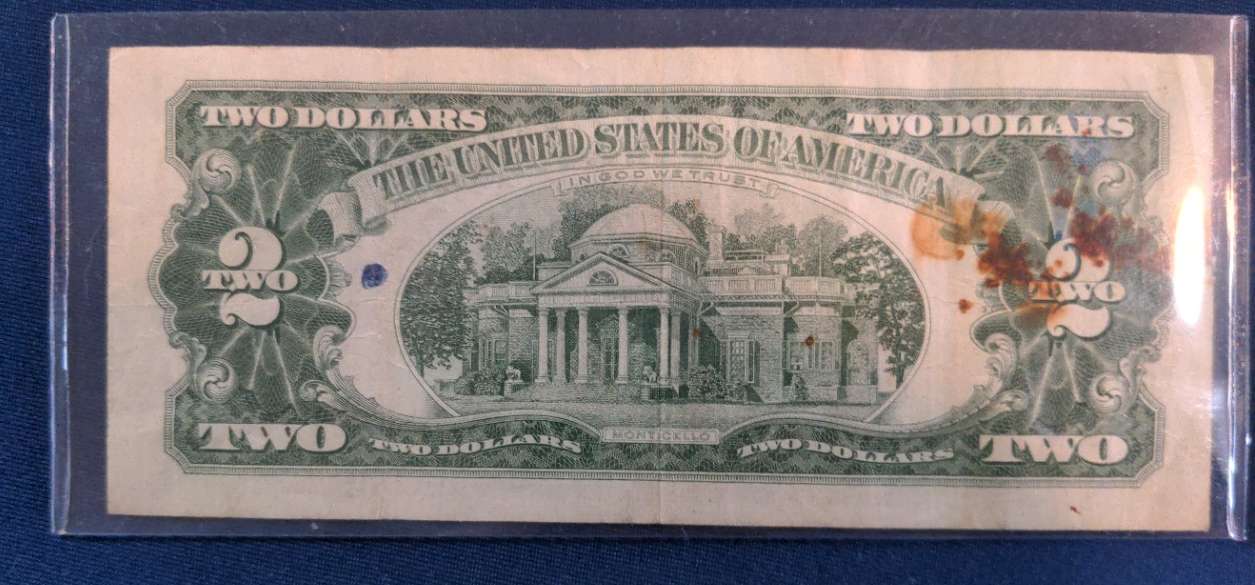 TWO DOLLARS TWO DOLLARS
THE UNITED STATES OF AMERICA
IN GOD WE TRUST
2 2
TWO TWO
TWO TWO DOLLARS MONTICELLO TWO DOLLARS TWO